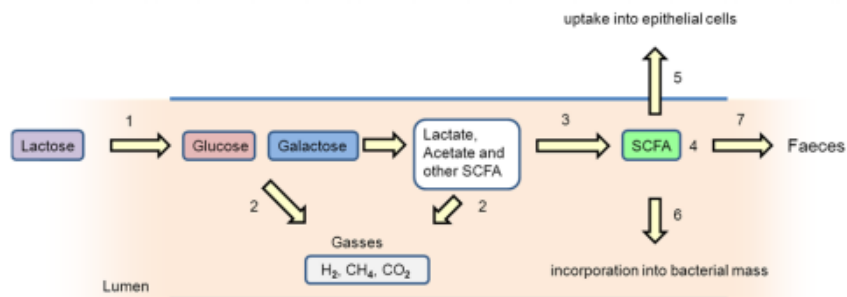 uptake into epithelial cells
5
1
3
7
Lactose
Glucose
Galactose
Lactate,
Acetate and
other SCFA
SCFA
4
Faeces
2
2
6
Gasses
H₂, CH₄, CO₂
incorporation into bacterial mass
Lumen